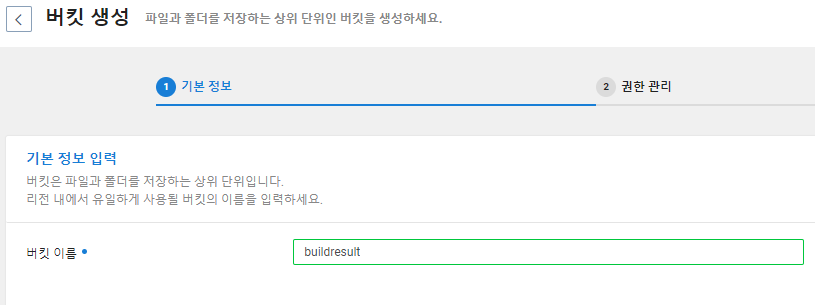 버킷 생성 파일과 폴더를 저장하는 상위 단위인 버킷을 생성하세요.
1 기본 정보 2 권한 관리
기본 정보 입력
버킷은 파일과 폴더를 저장하는 상위 단위입니다.
리전 내에서 유일하게 사용될 버킷의 이름을 입력하세요.
버킷 이름 buildresult